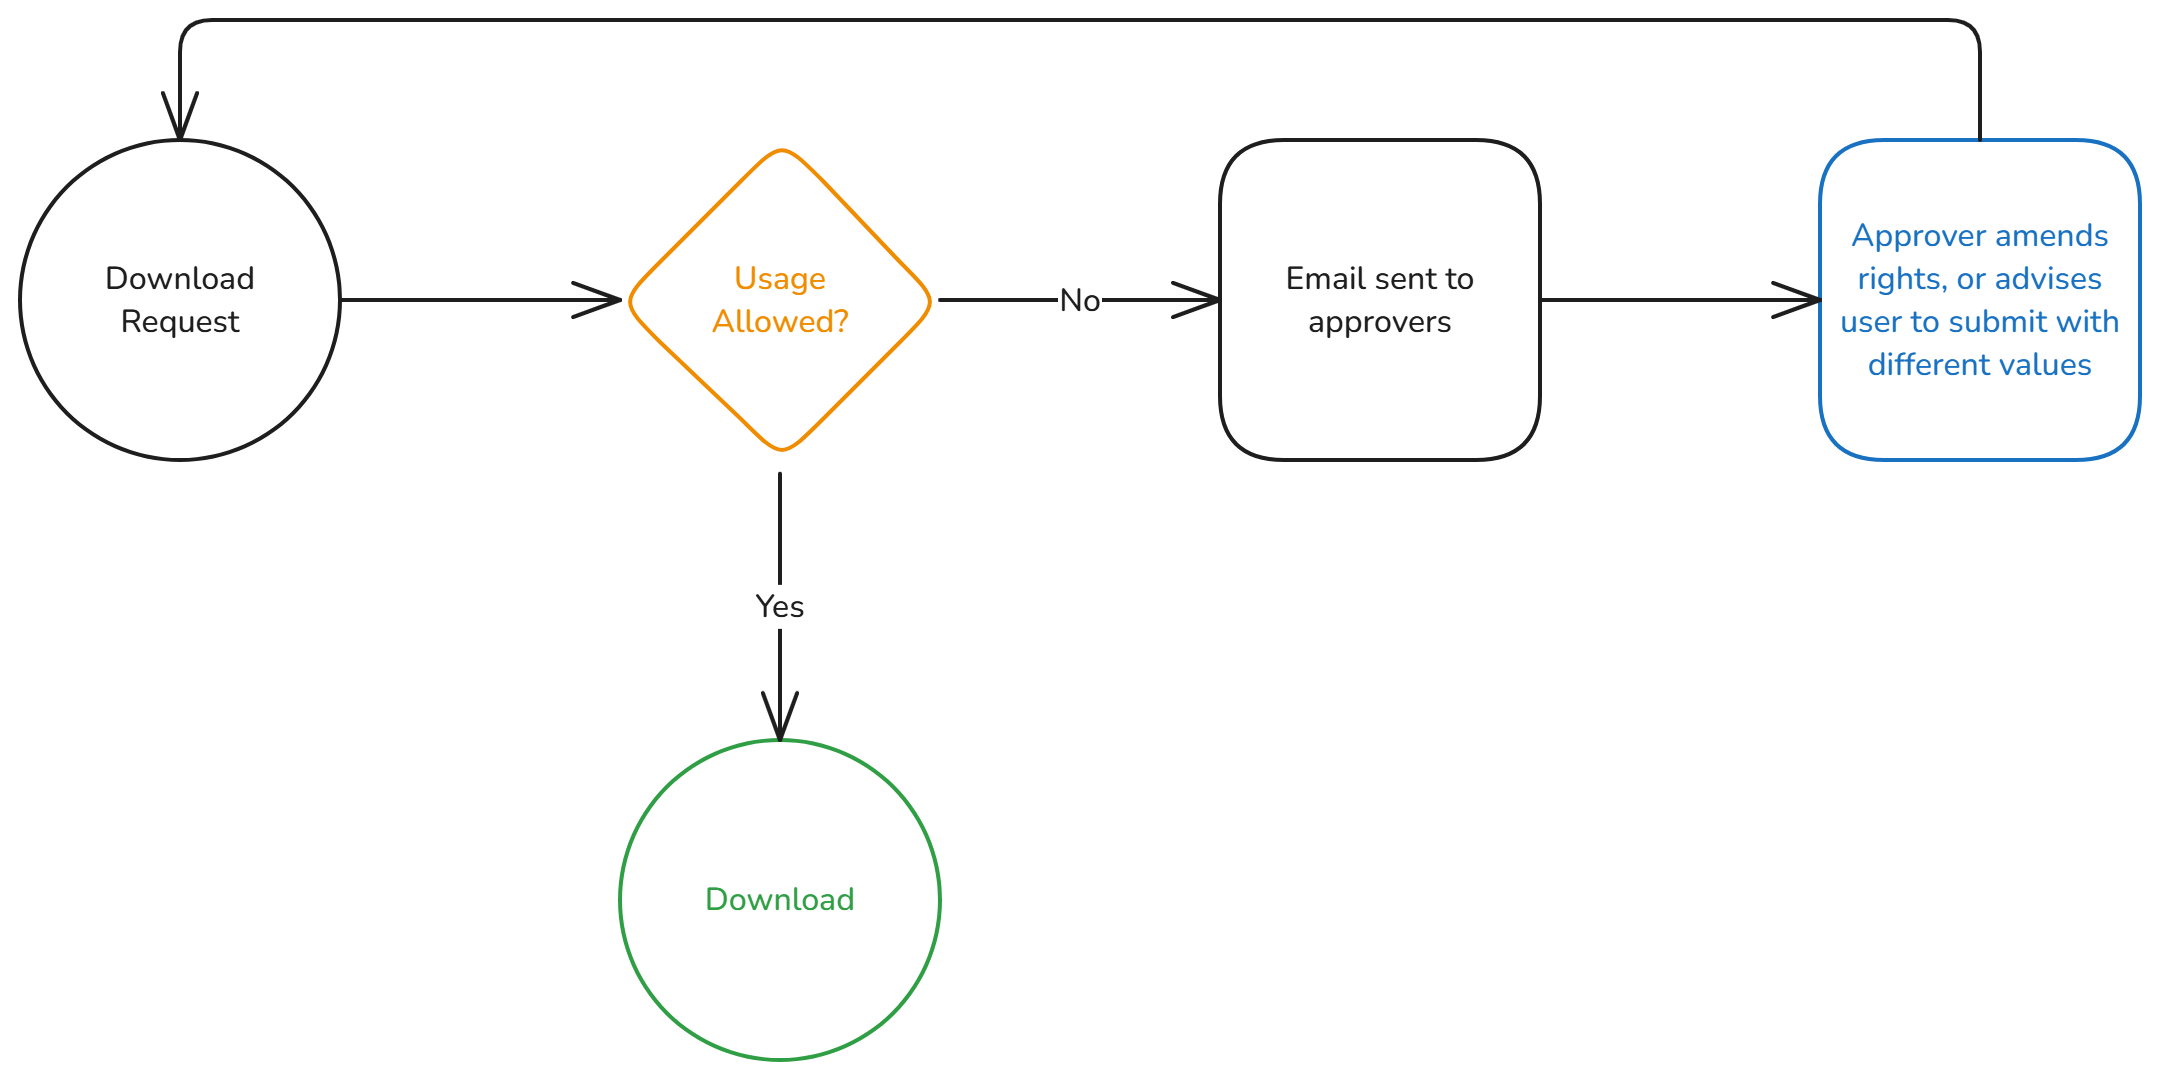 Download
Request
Usage
Allowed?
No
Email sent to
approvers
Approver amends
rights, or advises
user to submit with
different values
Yes
Download